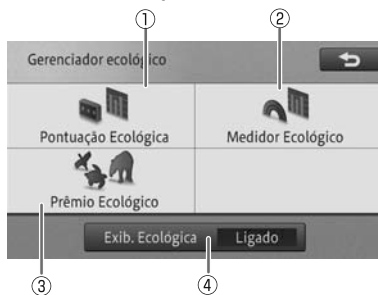 ① ②
Gerenciador ecológico
Pontuação Ecológica Medidor Ecológico
Prêmio Ecológico
Exib. Ecológica Ligado
③ ④